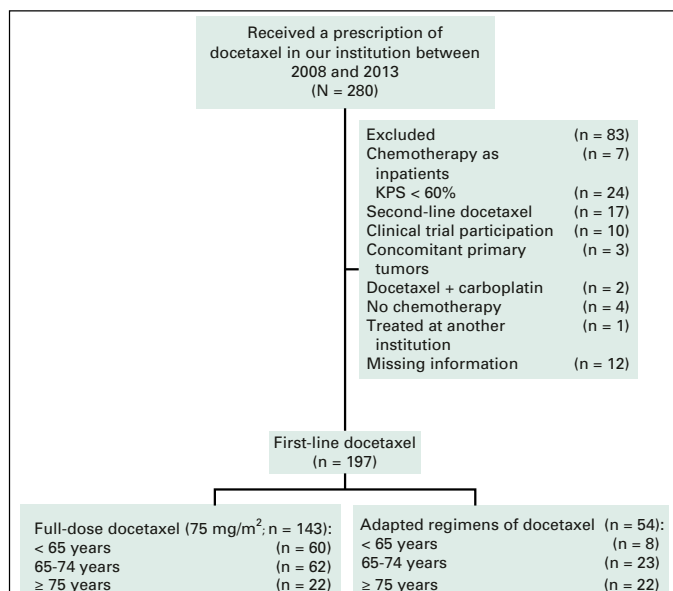 Received a prescription of
docetaxel in our institution between
2008 and 2013
(N = 280)
Excluded (n = 83)
Chemotherapy as (n = 7)
inpatients
KPS < 60% (n = 24)
Second-line docetaxel (n = 17)
Clinical trial participation (n = 10)
Concomitant primary (n = 3)
tumors
Docetaxel + carboplatin (n = 2)
No chemotherapy (n = 4)
Treated at another (n = 1)
institution
Missing information (n = 12)
First-line docetaxel
(n = 197)
Full-dose docetaxel (75 mg/m²; n = 143):
< 65 years (n = 60)
65-74 years (n = 62)
≥ 75 years (n = 22)
Adapted regimens of docetaxel (n = 54):
< 65 years (n = 8)
65-74 years (n = 23)
≥ 75 years (n = 22)